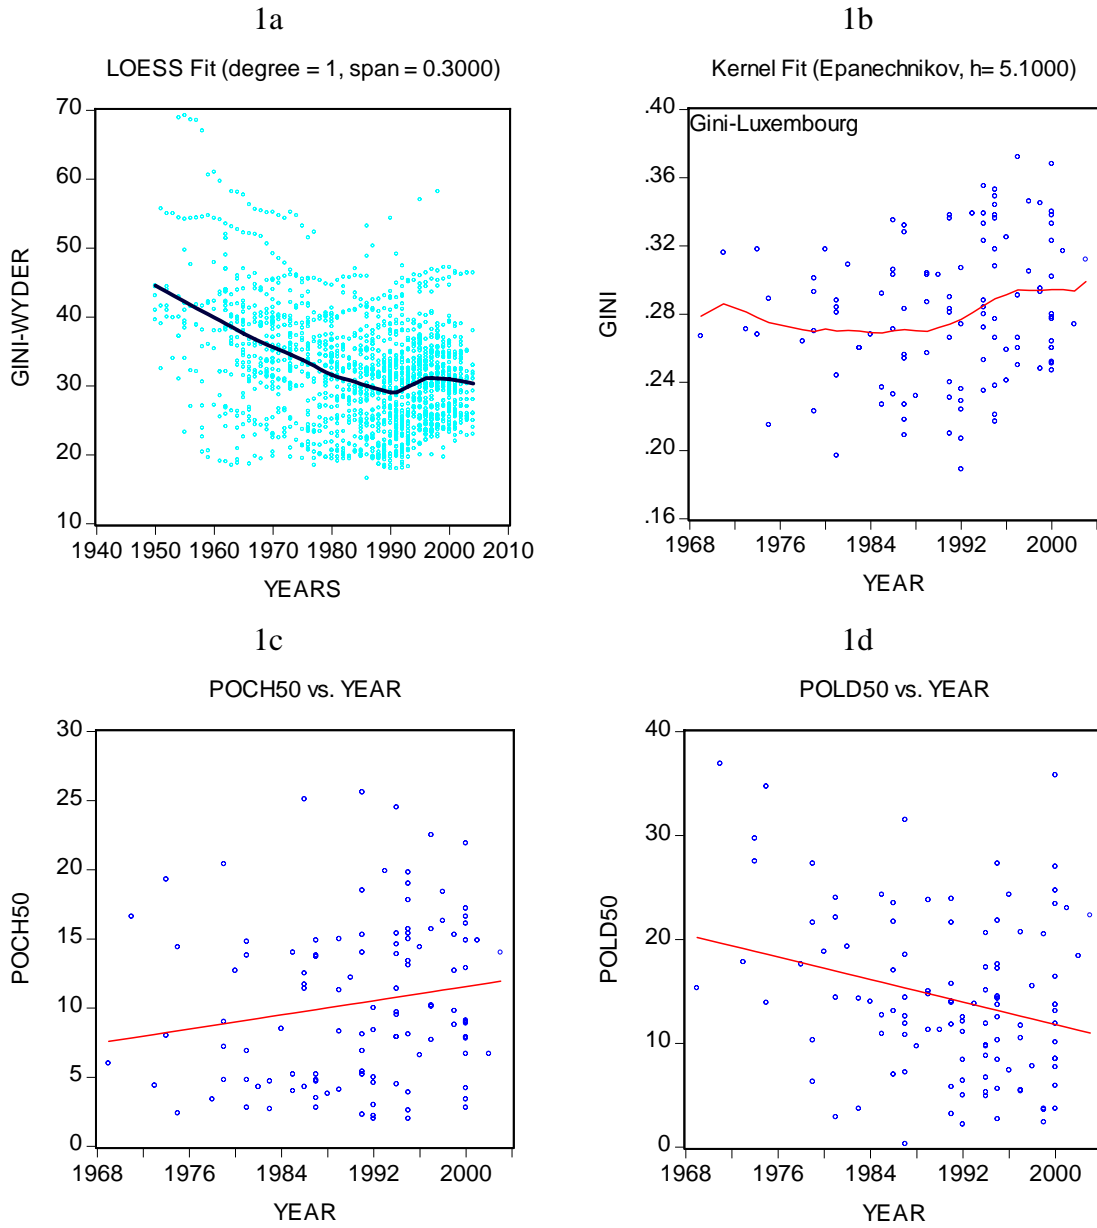 1a
LOESS Fit (degree = 1, span = 0.3000)
70
60
50
40
30
20
10
GINI-WYDER
1940 1950 1960 1970 1980 1990 2000 2010
YEARS
1b
Kernel Fit (Epanechnikov, h= 5.1000)
Gini-Luxembourg
.40
.36
.32
.28
.24
.20
.16
GINI
1968 1976 1984 1992 2000
YEAR
1c
POCH50 vs. YEAR
30
25
20
15
10
5
0
POCH50
1968 1976 1984 1992 2000
YEAR
1d
POLD50 vs. YEAR
40
30
20
10
0
POLD50
1968 1976 1984 1992 2000
YEAR